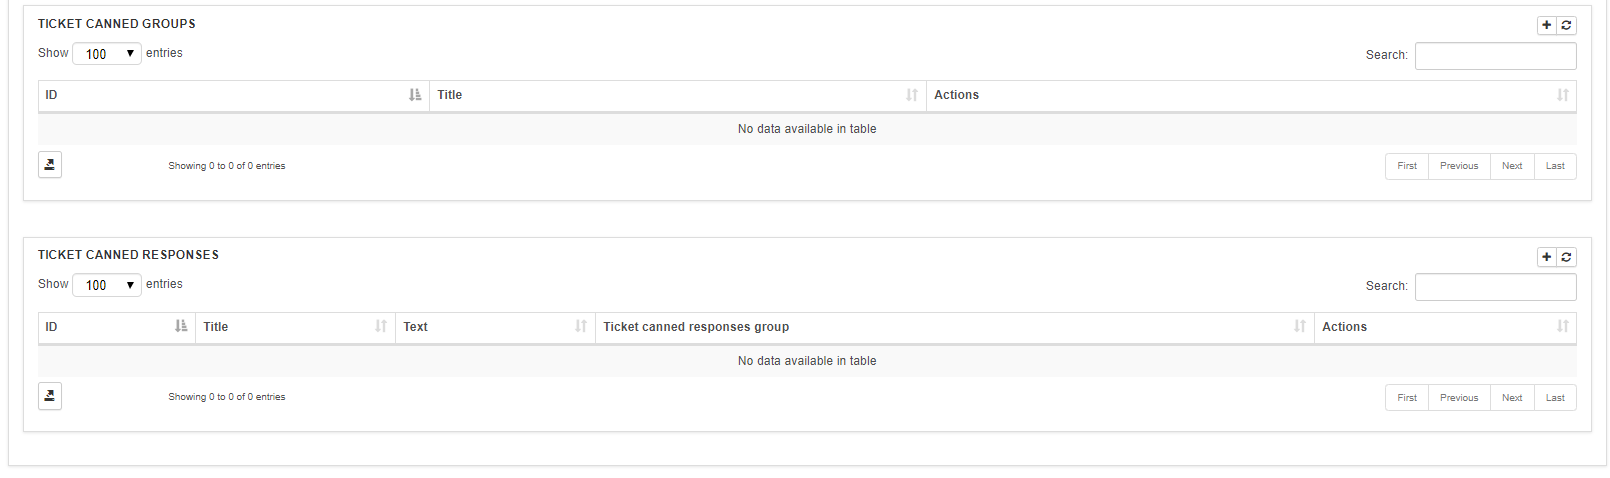 TICKET CANNED GROUPS
Show 100 entries Search:
ID Title Actions
No data available in table
Showing 0 to 0 of 0 entries First Previous Next Last
TICKET CANNED RESPONSES
Show 100 entries Search:
ID Title Text Ticket canned responses group Actions
No data available in table
Showing 0 to 0 of 0 entries First Previous Next Last